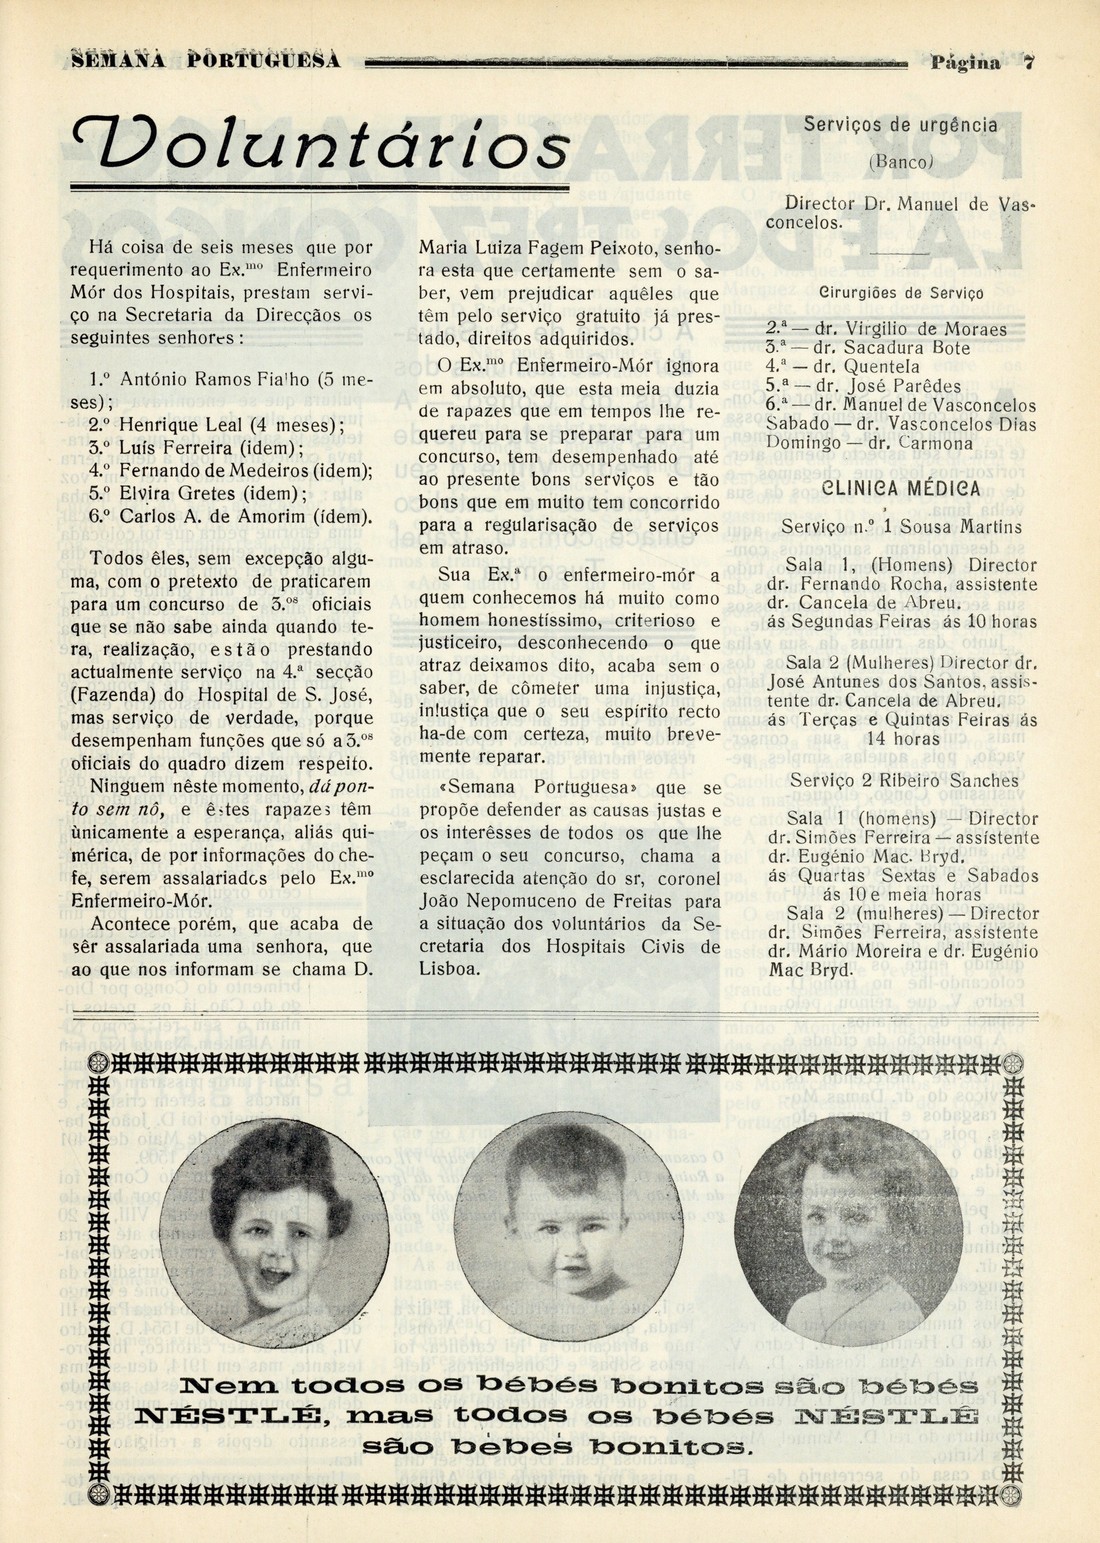 SEMANA PORTUGUESA
Página 7
Voluntários
Há coisa de seis meses que por
requerimento ao Ex.mo Enfermeiro
Mór dos Hospitais, prestam servi-
ço na Secretaria da Direcçãos os
seguintes senhores :
1.º António Ramos Fialho (5 me-
ses) ;
2.º Henrique Leal (4 meses) ;
3.º Luís Ferreira (idem) ;
4.º Fernando de Medeiros (idem);
5.º Elvira Gretes (idem) ;
6.º Carlos A. de Amorim (ídem).
Todos êles, sem excepção algu-
ma, com o pretexto de praticarem
para um concurso de 3.os oficiais
que se não sabe ainda quando te-
ra, realização, estão prestando
actualmente serviço na 4.ª secção
(Fazenda) do Hospital de S. José,
mas serviço de verdade, porque
desempenham funções que só a 3.os
oficiais do quadro dizem respeito.
Ninguem nêste momento, dá pon-
to sem nô, e êstes rapazes têm
ùnicamente a esperança, aliás qui-
mérica, de por informações do che-
fe, serem assalariados pelo Ex.mo
Enfermeiro-Mór.
Acontece porém, que acaba de
sêr assalariada uma senhora, que
ao que nos informam se chama D.
Maria Luiza Fagem Peixoto, senho-
ra esta que certamente sem o sa-
ber, vem prejudicar aquêles que
têm pelo serviço gratuito já pres-
tado, direitos adquiridos.
O Ex.mo Enfermeiro-Mór ignora
em absoluto, que esta meia duzia
de rapazes que em tempos lhe re-
quereu para se preparar para um
concurso, tem desempenhado até
ao presente bons serviços e tão
bons que em muito tem concorrido
para a regularisação de serviços
em atraso.
Sua Ex.ª o enfermeiro-mór a
quem conhecemos há muito como
homem honestíssimo, criterioso e
justiceiro, desconhecendo o que
atraz deixamos dito, acaba sem o
saber, de cômeter uma injustiça,
injustiça que o seu espírito recto
ha-de com certeza, muito breve-
mente reparar.
«Semana Portuguesa» que se
propõe defender as causas justas e
os interêsses de todos os que lhe
peçam o seu concurso, chama a
esclarecida atenção do sr, coronel
João Nepomuceno de Freitas para
a situação dos voluntários da Se-
cretaria dos Hospitais Civis de
Lisboa.
Serviços de urgência
(Banco)
Director Dr. Manuel de Vas-
concelos.
Cirurgiões de Serviço
2.ª — dr. Virgilio de Moraes
3.ª — dr. Sacadura Bote
4.ª — dr. Quentela
5.ª — dr. José Parêdes
6.ª — dr. Manuel de Vasconcelos
Sabado — dr. Vasconcelos Dias
Domingo — dr. Carmona
CLINICA MÉDICA
Serviço n.º 1 Sousa Martins
Sala 1, (Homens) Director
dr. Fernando Rocha, assistente
dr. Cancela de Abreu.
ás Segundas Feiras ás 10 horas
Sala 2 (Mulheres) Director dr.
José Antunes dos Santos, assis-
tente dr. Cancela de Abreu.
ás Terças e Quintas Feiras ás
14 horas
Serviço 2 Ribeiro Sanches
Sala 1 (homens) — Director
dr. Simões Ferreira — assistente
dr. Eugénio Mac. Bryd.
ás Quartas Sextas e Sabados
ás 10 e meia horas
Sala 2 (mulheres) — Director
dr. Simões Ferreira, assistente
dr. Mário Moreira e dr. Eugénio
Mac Bryd.
Nem todos os bébés bonitos são bébés
NÉSTLÉ, mas todos os bébés NÉSTLÉ
são bèbes bonitos.